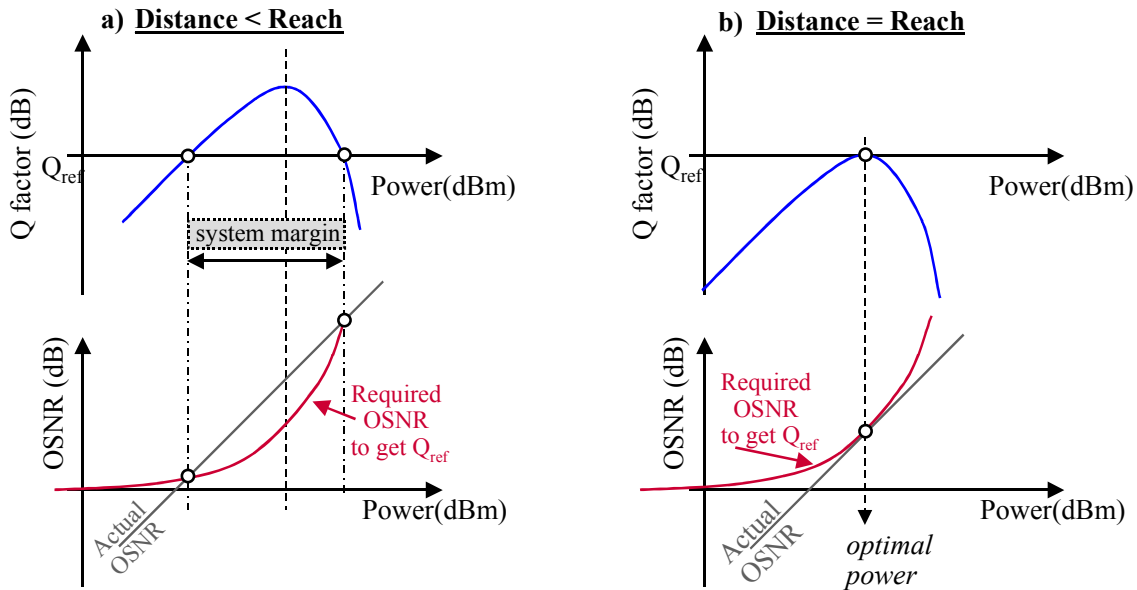 a) Distance < Reach
Q factor (dB)
Qref
Power(dBm)
system margin
OSNR (dB)
Required
OSNR
to get Qref
Power(dBm)
Actual
OSNR
b) Distance = Reach
Q factor (dB)
Qref
Power(dBm)
OSNR (dB)
Required
OSNR
to get Qref
Power(dBm)
Actual
OSNR
optimal
power